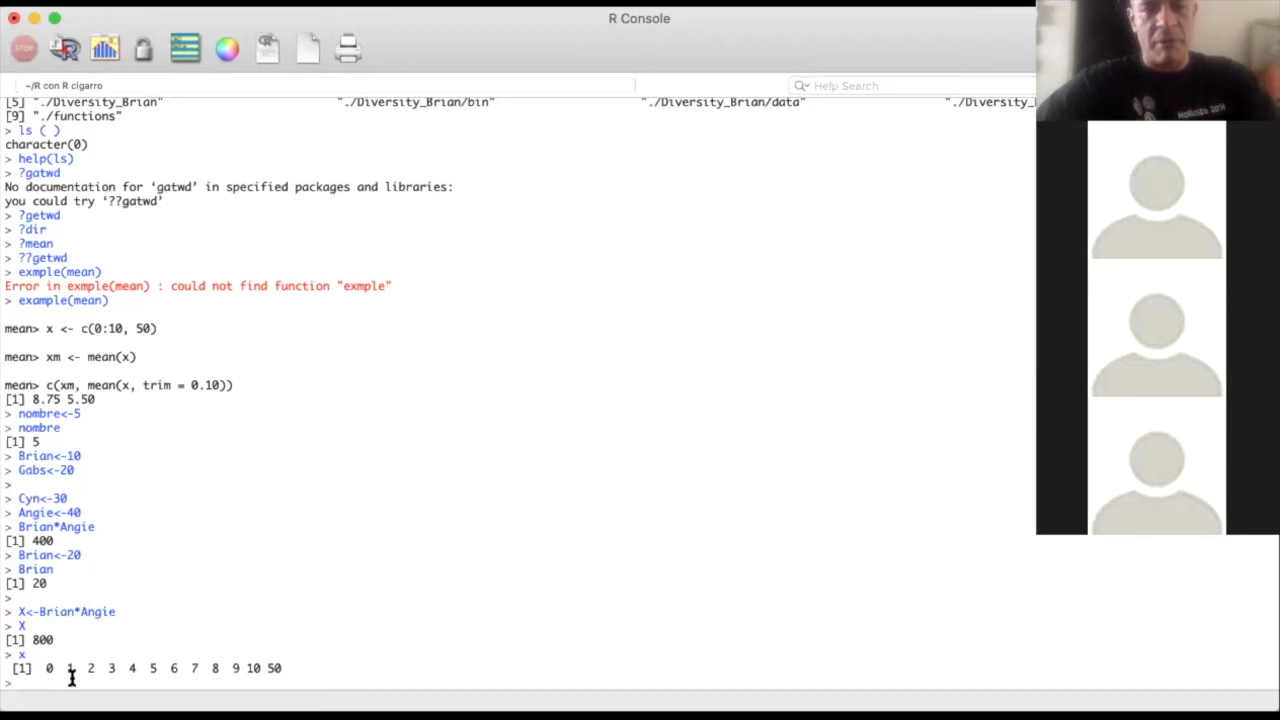 R Console
STOP
~/R con R cigarro
Help Search
[5] "./Diversity_Brian" "./Diversity_Brian/bin" "./Diversity_Brian/data" "./Diversity_
[9] "./functions"
> ls ( )
character(0)
> help(ls)
> ?gatwd
No documentation for ‘gatwd’ in specified packages and libraries:
you could try ‘??gatwd’
> ?getwd
> ?dir
> ?mean
> ??getwd
> exmple(mean)
Error in exmple(mean) : could not find function "exmple"
> example(mean)
mean> x <- c(0:10, 50)
mean> xm <- mean(x)
mean> c(xm, mean(x, trim = 0.10))
[1] 8.75 5.50
> nombre<-5
> nombre
[1] 5
> Brian<-10
> Gabs<-20
>
> Cyn<-30
> Angie<-40
> Brian*Angie
[1] 400
> Brian<-20
> Brian
[1] 20
>
> X<-Brian*Angie
> X
[1] 800
> x
[1] 0 1 2 3 4 5 6 7 8 9 10 50
>